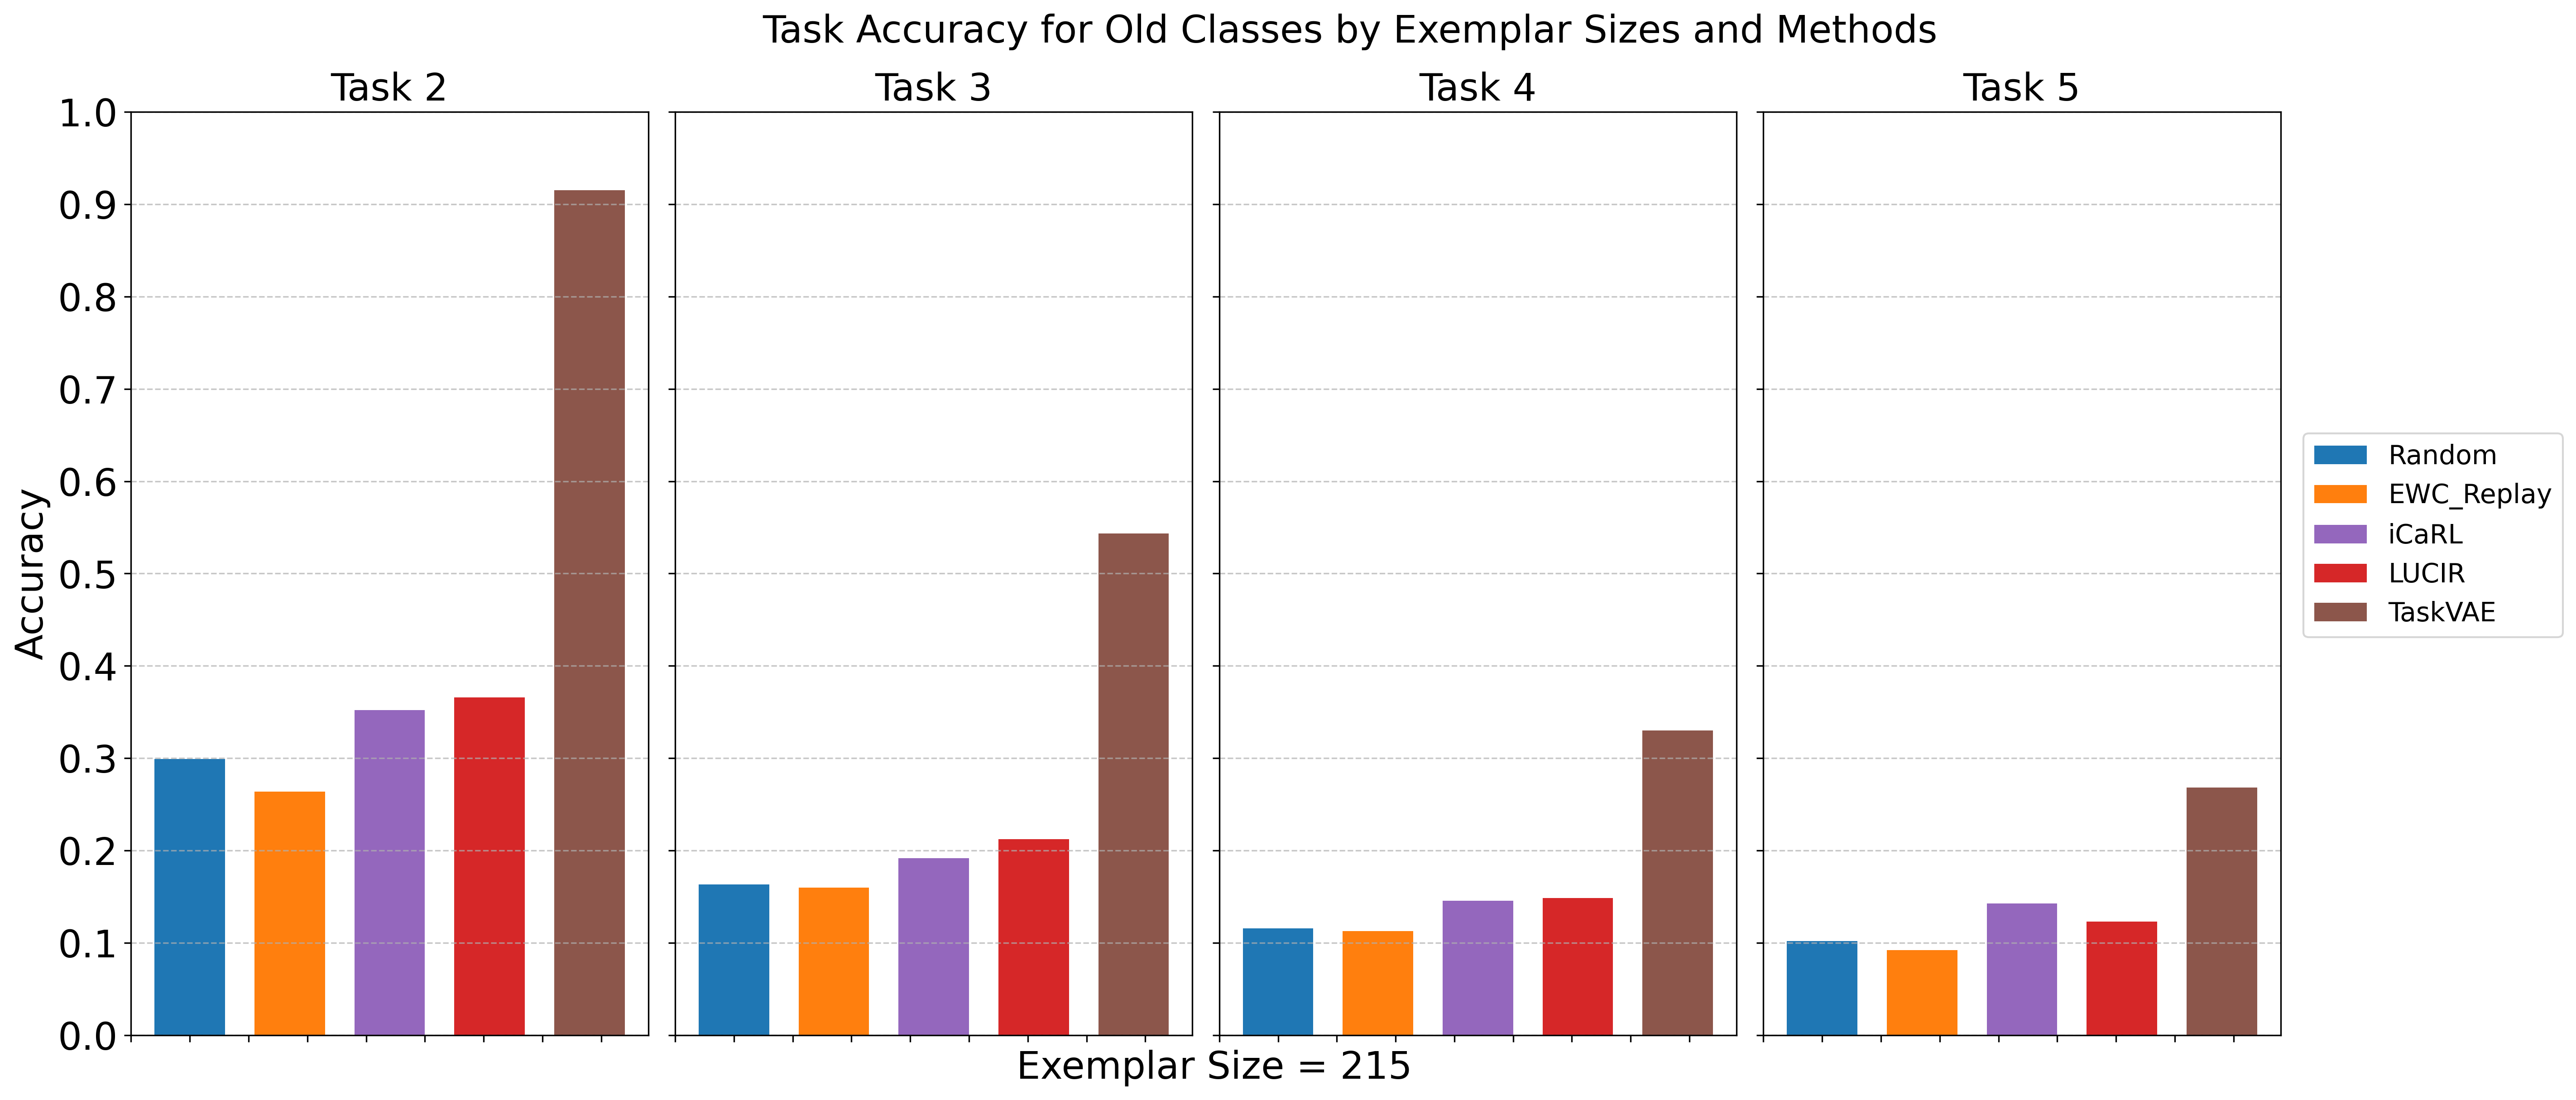 Task Accuracy for Old Classes by Exemplar Sizes and Methods
Task 2
Task 3
Task 4
Task 5
1.0
0.9
0.8
0.7
0.6
0.5
0.4
0.3
0.2
0.1
0.0
Accuracy
Exemplar Size = 215
Random
EWC_Replay
iCaRL
LUCIR
TaskVAE